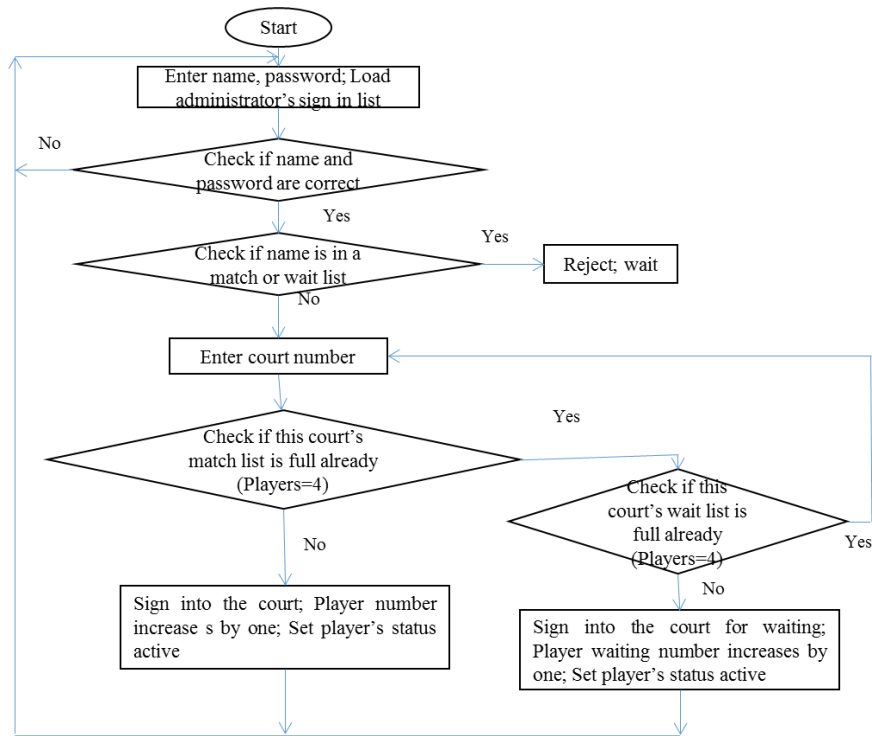 Start
Enter name, password; Load
administrator's sign in list
No
Check if name and
password are correct
Yes
Check if name is in a
match or wait list
Yes
Reject; wait
No
Enter court number
Check if this court's
match list is full already
(Players=4)
Yes
Check if this
court's wait list is
full already
(Players=4)
Yes
No
No
Sign into the court; Player number
increase s by one; Set player's status
active
Sign into the court for waiting;
Player waiting number increases by
one; Set player's status active